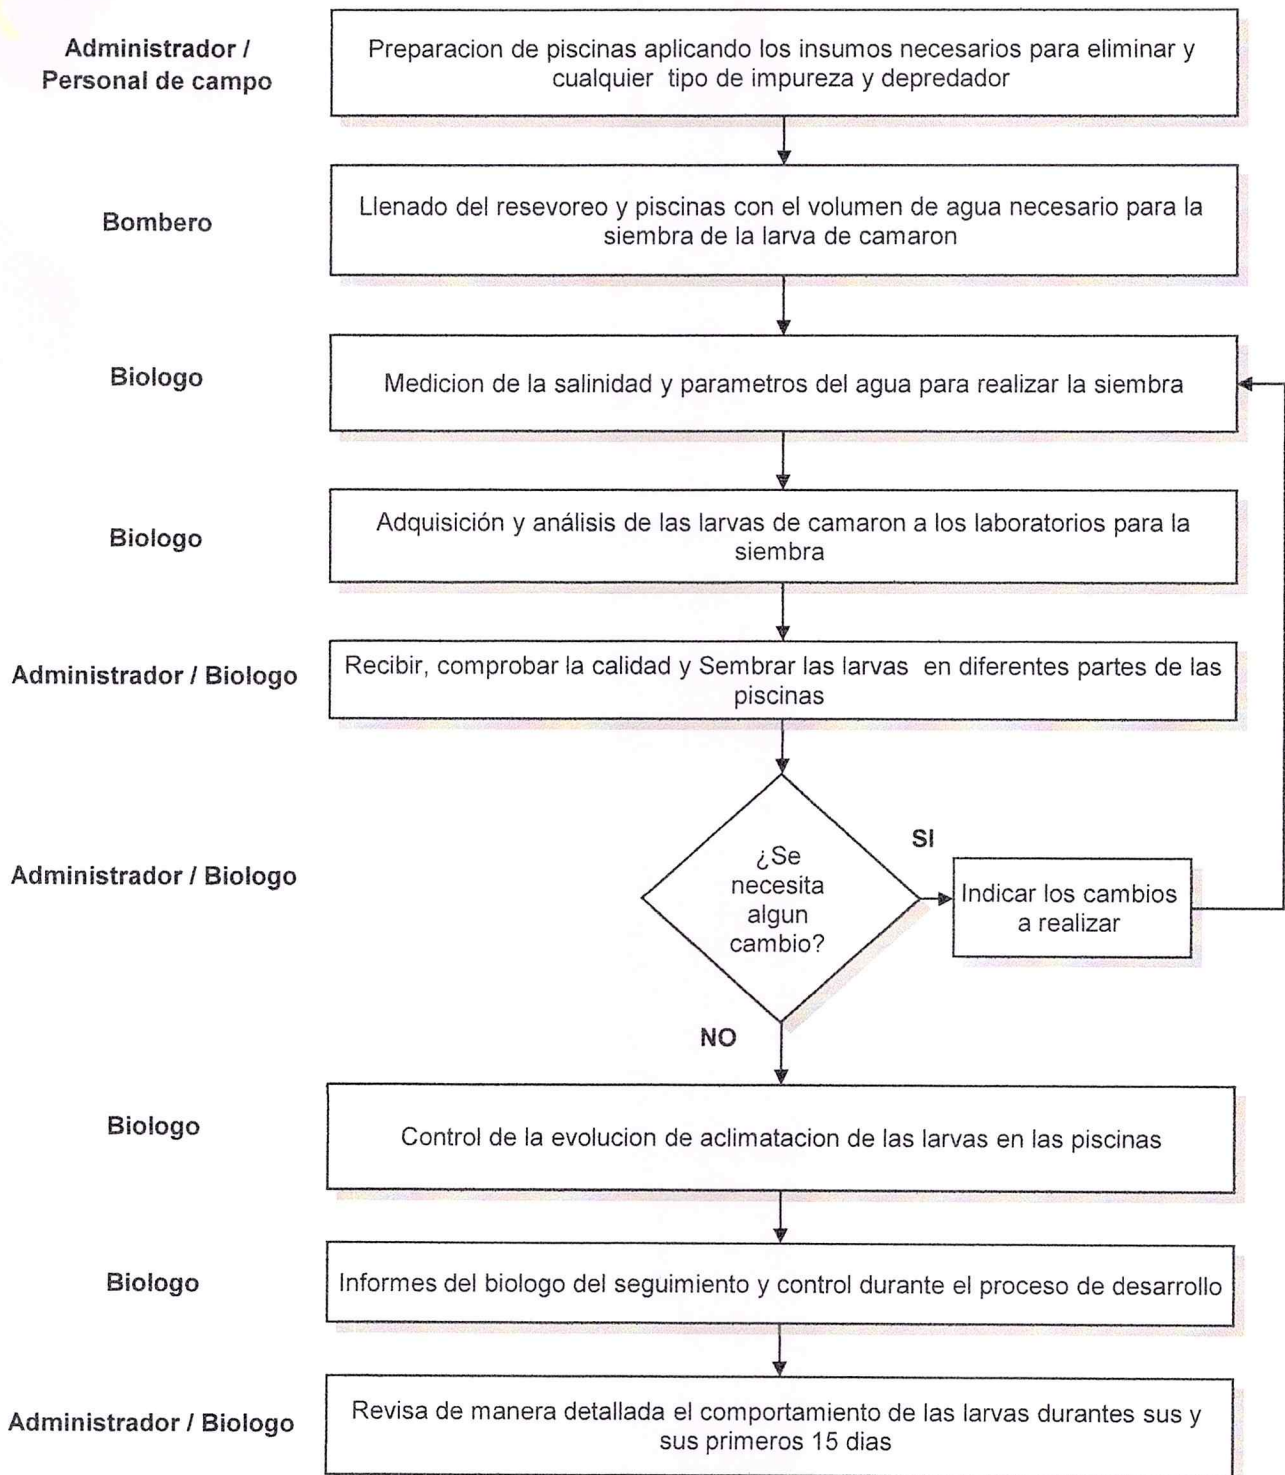 Administrador /
Personal de campo
Preparacion de piscinas aplicando los insumos necesarios para eliminar y
cualquier tipo de impureza y depredador
Bombero
Llenado del resevoreo y piscinas con el volumen de agua necesario para la
siembra de la larva de camaron
Biologo
Medicion de la salinidad y parametros del agua para realizar la siembra
Biologo
Adquisición y análisis de las larvas de camaron a los laboratorios para la
siembra
Administrador / Biologo
Recibir, comprobar la calidad y Sembrar las larvas en diferentes partes de las
piscinas
Administrador / Biologo
¿Se
necesita
algun
cambio?
SI
Indicar los cambios
a realizar
NO
Biologo
Control de la evolucion de aclimatacion de las larvas en las piscinas
Biologo
Informes del biologo del seguimiento y control durante el proceso de desarrollo
Administrador / Biologo
Revisa de manera detallada el comportamiento de las larvas durantes sus y
sus primeros 15 dias